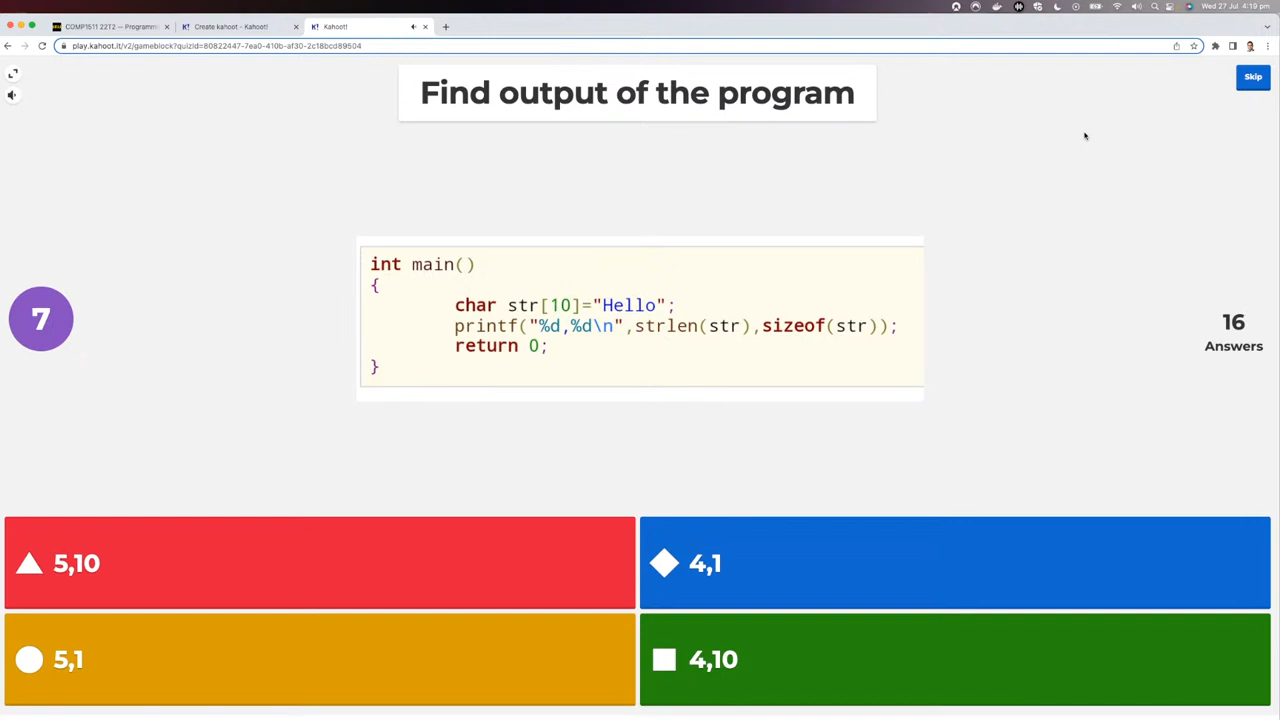 Wed 27 Jul 4:19 pm
COMP1511 22T2 — Programm
Create kahoot - Kahoot!
Kahoot!
play.kahoot.it/v2/gameblock?quizId=80822447-7ea0-410b-af30-2c18bcd89504
Find output of the program
Skip
int main()
{
char str[10]="Hello";
printf("%d,%d\n",strlen(str),sizeof(str));
return 0;
}
7
16
Answers
5,10
4,1
5,1
4,10